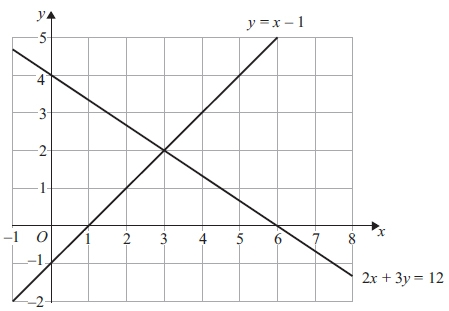 y
y = x – 1
5
4
3
2
1
–1 O 1 2 3 4 5 6 7 8 x
–1
2x + 3y = 12
–2